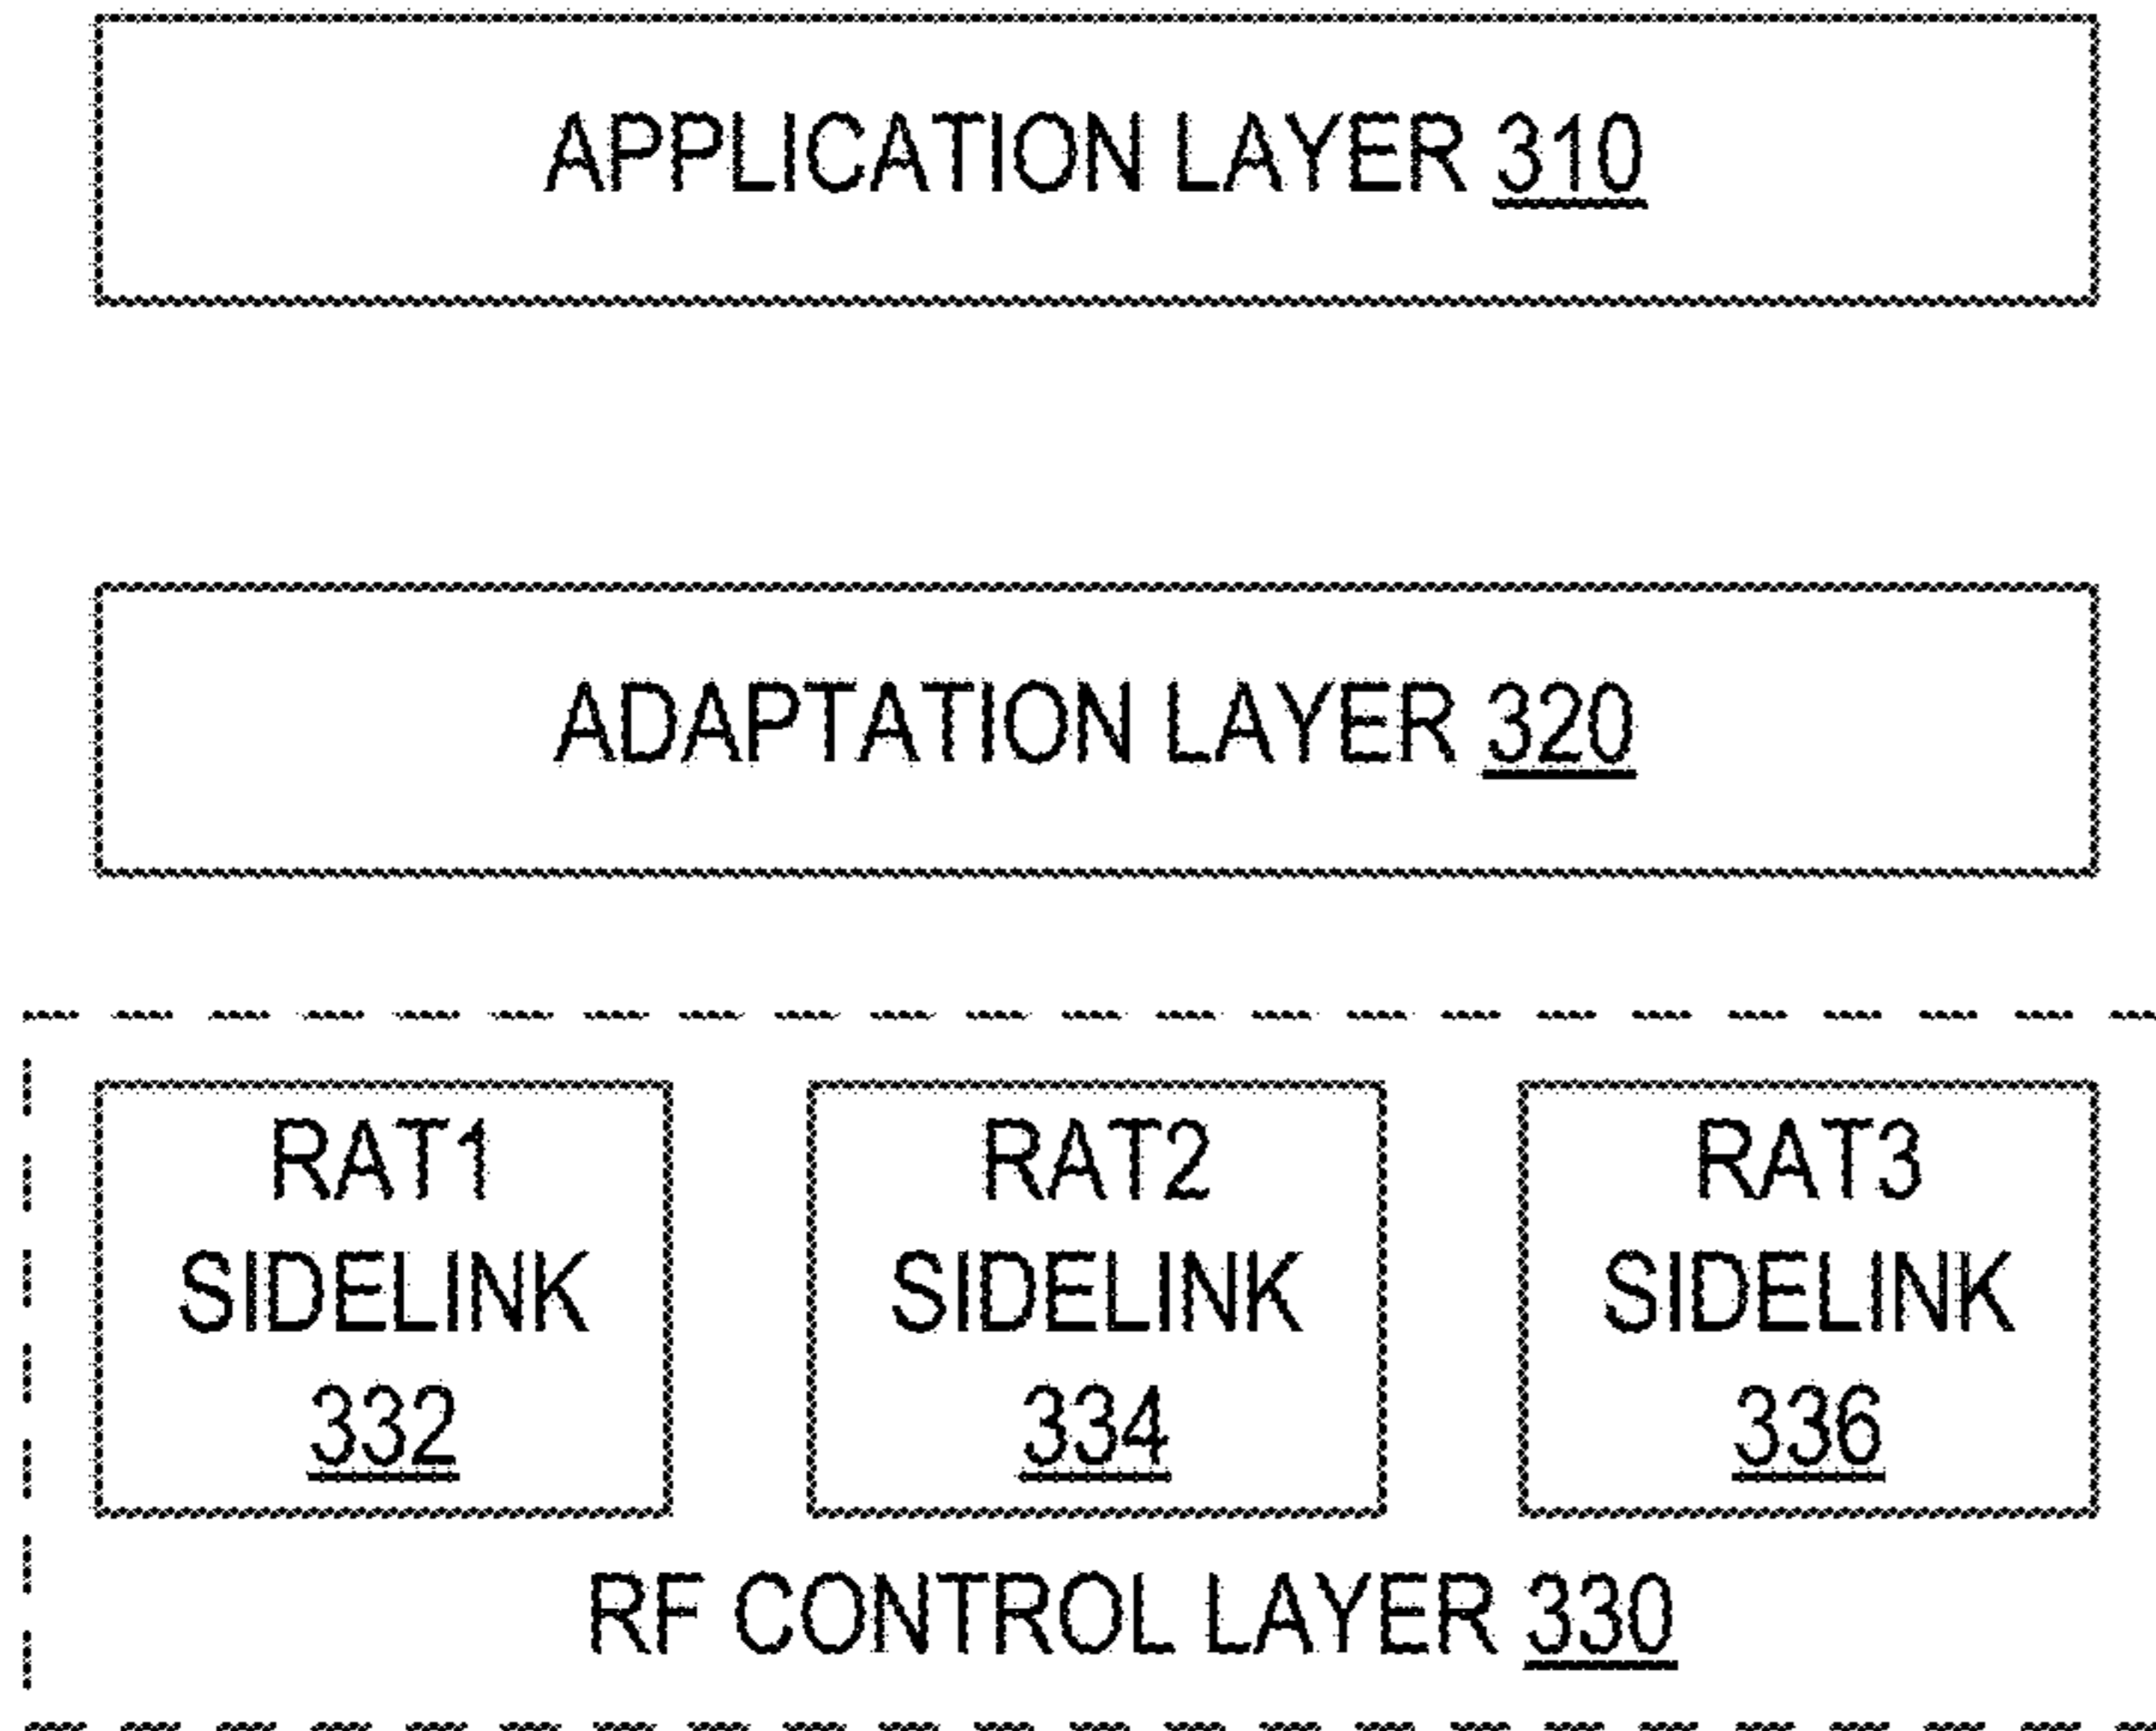 APPLICATION LAYER 310
ADAPTATION LAYER 320
RAT1
SIDELINK
332
RAT2
SIDELINK
334
RAT3
SIDELINK
336
RF CONTROL LAYER 330